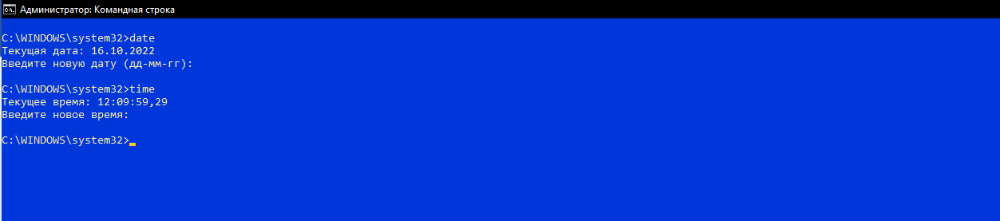 Администратор: Командная строка
C:\WINDOWS\system32>date
Текущая дата: 16.10.2022
Введите новую дату (дд-мм-гг):
C:\WINDOWS\system32>time
Текущее время: 12:09:59,29
Введите новое время:
C:\WINDOWS\system32>